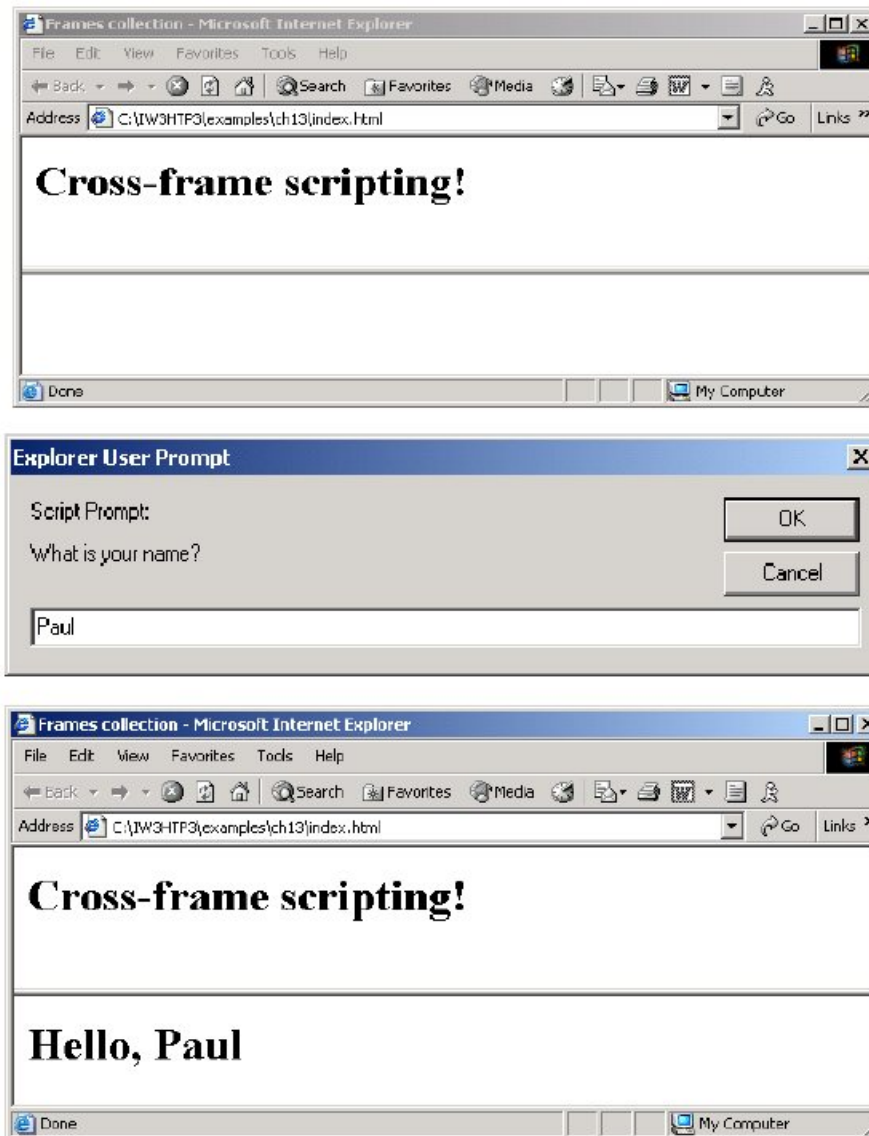 Frames collection - Microsoft Internet Explorer
File Edit View Favorites Tools Help
Back Search Favorites Media W Go
Address C:\IW3HTP3\examples\ch13\index.html Go Links »
Cross-frame scripting!
Done My Computer
Explorer User Prompt
Script Prompt:
What is your name?
OK
Cancel
Paul
Frames collection - Microsoft Internet Explorer
File Edit View Favorites Tools Help
Back Search Favorites Media W
Address C:\IW3HTP3\examples\ch13\index.html Go Links
Cross-frame scripting!
Hello, Paul
Done My Computer